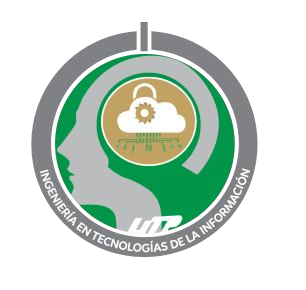 UTP
INGENIERÍA EN TECNOLOGÍAS DE LA INFORMACIÓN